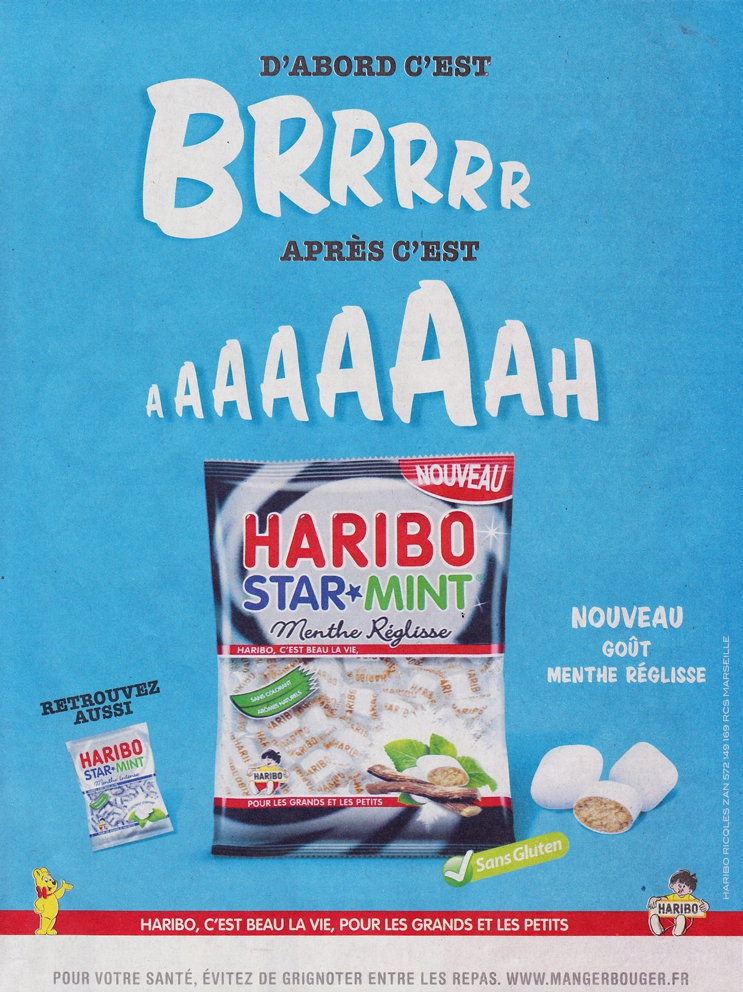 D'ABORD C'EST
BRRRRR
APRÈS C'EST
AAAAAAAH
NOUVEAU
HARIBO
STAR★MINT
Menthe Réglisse
HARIBO, C'EST BEAU LA VIE,
SANS COLORANT
ARÔMES NATURELS
HARIBO
POUR LES GRANDS ET LES PETITS
NOUVEAU
GOÛT
MENTHE RÉGLISSE
RETROUVEZ
AUSSI
HARIBO
STAR★MINT
Menthe Intense
Sans Gluten
HARIBO RICQLES ZAN 572 149 169 RCS MARSEILLE
HARIBO, C'EST BEAU LA VIE, POUR LES GRANDS ET LES PETITS
HARIBO
POUR VOTRE SANTÉ, ÉVITEZ DE GRIGNOTER ENTRE LES REPAS. WWW.MANGERBOUGER.FR